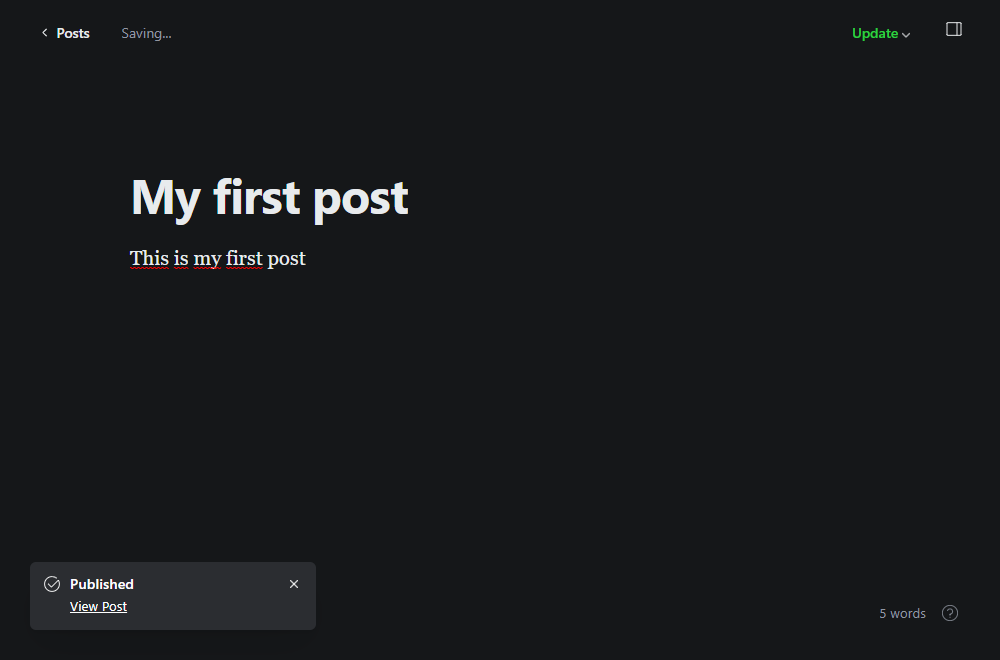 Posts Saving... Update
My first post
This is my first post
Published
View Post
5 words